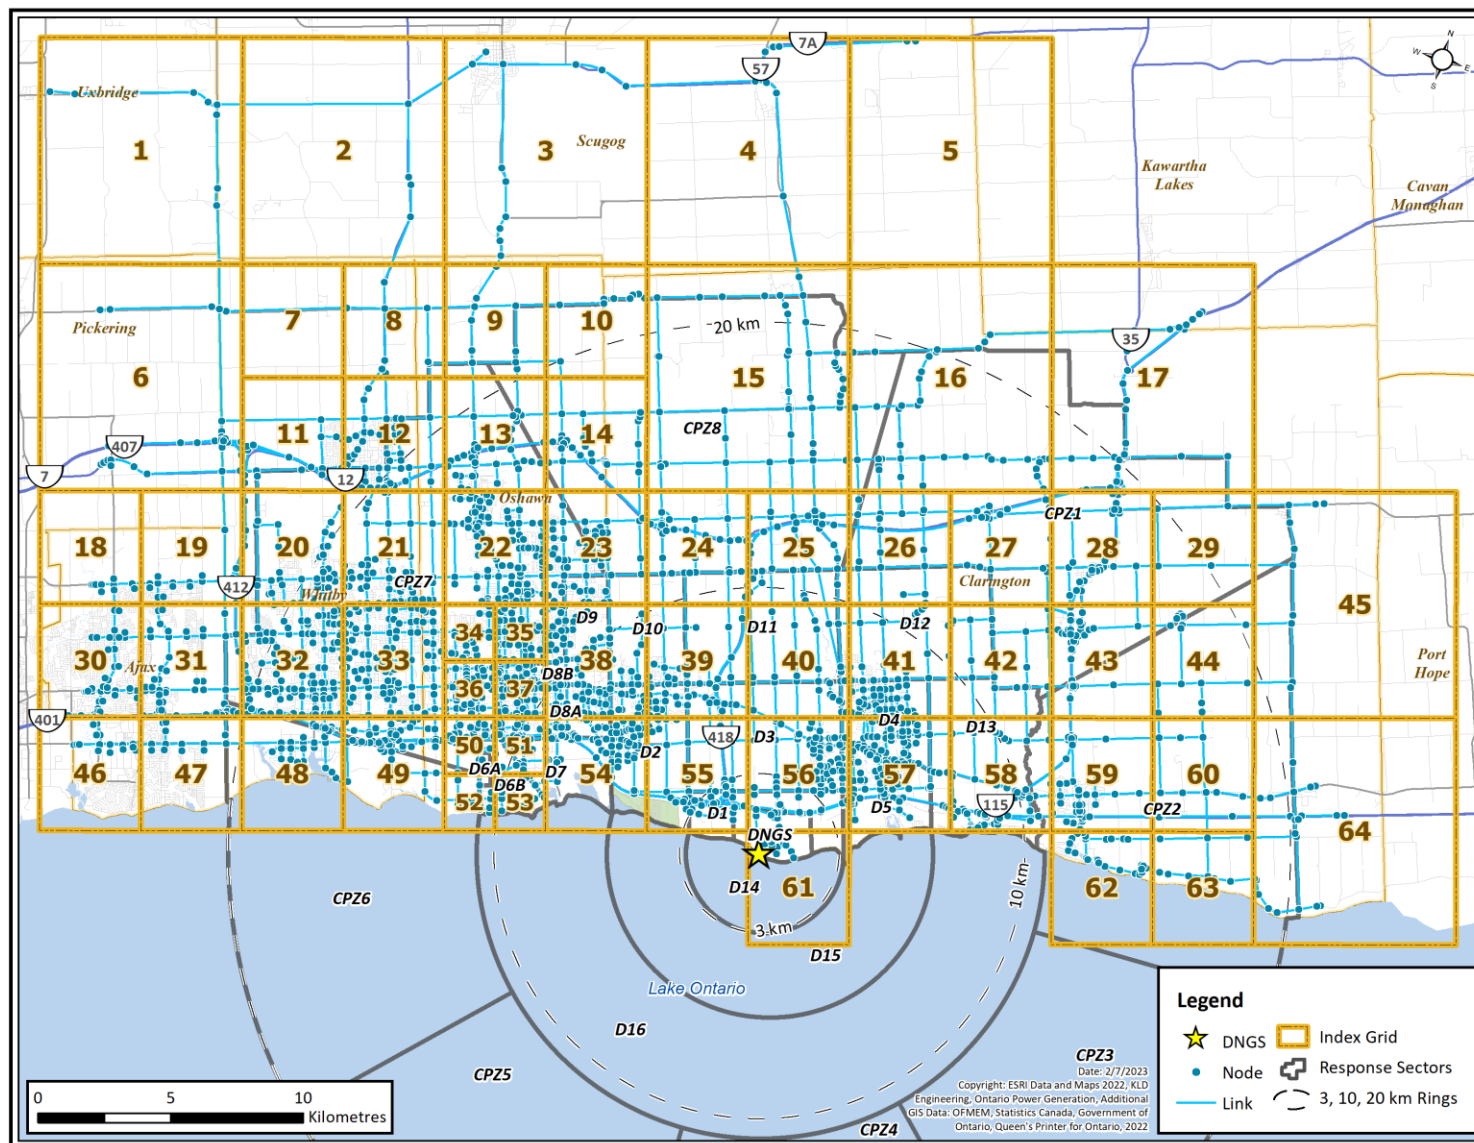 7A
57
N
W
E
S
Uxbridge
1
2
3
Scugog
4
5
Kawartha
Lakes
Cavan
Monaghan
Pickering
7
8
9
10
20 km
35
6
15
16
17
407
11
12
13
14
CPZ8
7
12
Oshawa
CPZ1
18
19
20
21
22
23
24
25
26
27
28
29
412
Whitby
CPZ7
Clarington
45
D9
D10
D11
D12
34
35
30
Ajax
31
32
33
38
39
40
41
42
43
44
Port
Hope
D8B
36
37
401
D8A
D4
D13
418
D3
50
51
D2
46
47
48
49
D6A
D7
54
55
56
57
58
59
60
D6B
52
53
D1
D5
115
CPZ2
DNGS
64
D14
61
62
63
CPZ6
10 km
3 km
D15
Lake Ontario
D16
CPZ5
CPZ3
CPZ4
Date: 2/7/2023
Copyright: ESRI Data and Maps 2022, KLD
Engineering, Ontario Power Generation, Additional
GIS Data: OFMEM, Statistics Canada, Government of
Ontario, Queen's Printer for Ontario, 2022
0 5 10
Kilometres
Legend
DNGS
Index Grid
Node
Response Sectors
Link
3, 10, 20 km Rings